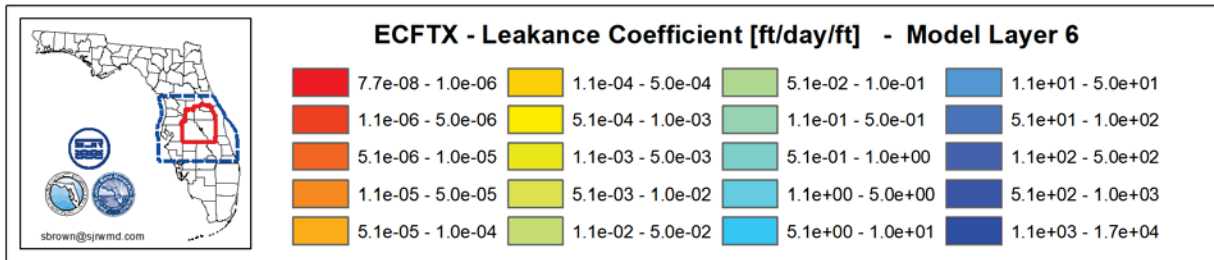 ECFTX - Leakance Coefficient [ft/day/ft] - Model Layer 6
7.7e-08 - 1.0e-06
1.1e-06 - 5.0e-06
5.1e-06 - 1.0e-05
1.1e-05 - 5.0e-05
5.1e-05 - 1.0e-04
1.1e-04 - 5.0e-04
5.1e-04 - 1.0e-03
1.1e-03 - 5.0e-03
5.1e-03 - 1.0e-02
1.1e-02 - 5.0e-02
5.1e-02 - 1.0e-01
1.1e-01 - 5.0e-01
5.1e-01 - 1.0e+00
1.1e+00 - 5.0e+00
5.1e+00 - 1.0e+01
1.1e+01 - 5.0e+01
5.1e+01 - 1.0e+02
1.1e+02 - 5.0e+02
5.1e+02 - 1.0e+03
1.1e+03 - 1.7e+04
sbrown@sjrwmd.com